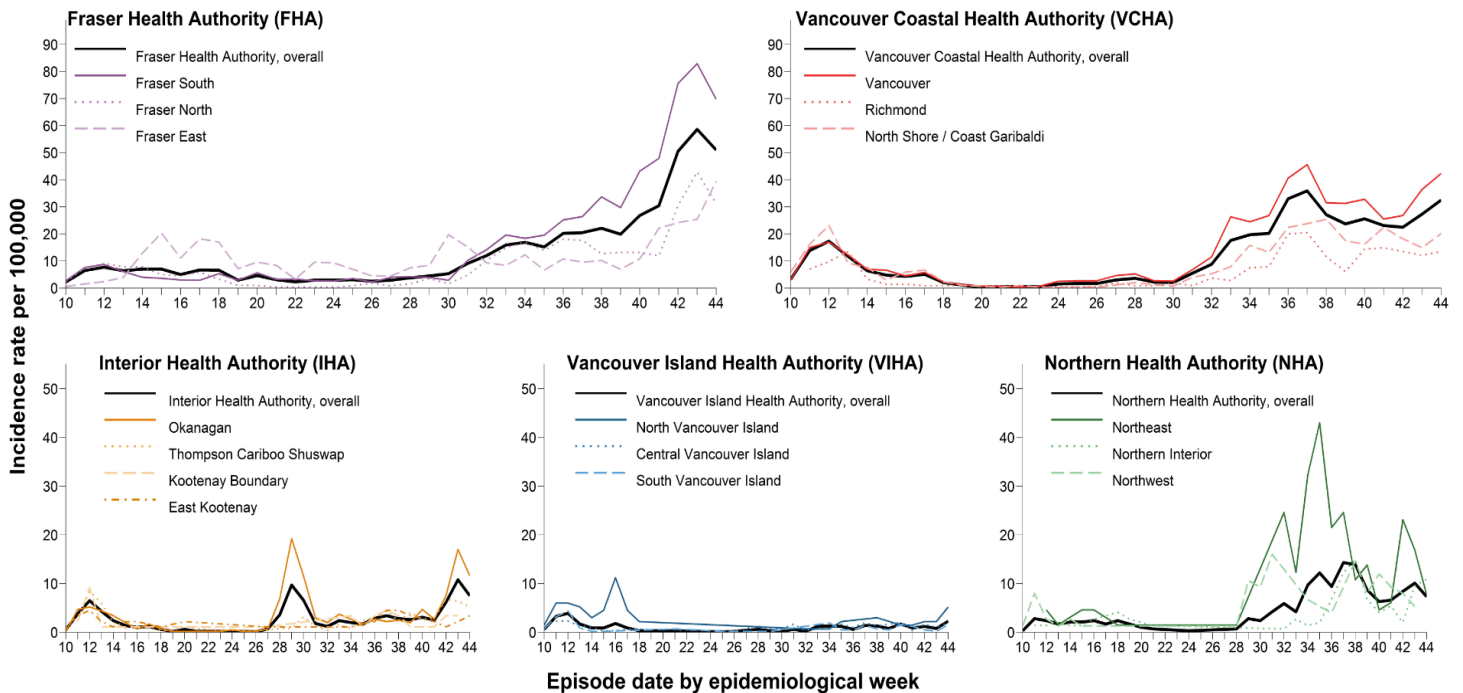 Fraser Health Authority (FHA)
90
80
70
60
50
40
30
20
10
0
Fraser Health Authority, overall
Fraser South
Fraser North
Fraser East
10 12 14 16 18 20 22 24 26 28 30 32 34 36 38 40 42 44
Vancouver Coastal Health Authority (VCHA)
90
80
70
60
50
40
30
20
10
0
Vancouver Coastal Health Authority, overall
Vancouver
Richmond
North Shore / Coast Garibaldi
10 12 14 16 18 20 22 24 26 28 30 32 34 36 38 40 42 44
Incidence rate per 100,000
Interior Health Authority (IHA)
50
40
30
20
10
0
Interior Health Authority, overall
Okanagan
Thompson Cariboo Shuswap
Kootenay Boundary
East Kootenay
10 12 14 16 18 20 22 24 26 28 30 32 34 36 38 40 42 44
Vancouver Island Health Authority (VIHA)
50
40
30
20
10
0
Vancouver Island Health Authority, overall
North Vancouver Island
Central Vancouver Island
South Vancouver Island
10 12 14 16 18 20 22 24 26 28 30 32 34 36 38 40 42 44
Northern Health Authority (NHA)
50
40
30
20
10
0
Northern Health Authority, overall
Northeast
Northern Interior
Northwest
10 12 14 16 18 20 22 24 26 28 30 32 34 36 38 40 42 44
Episode date by epidemiological week